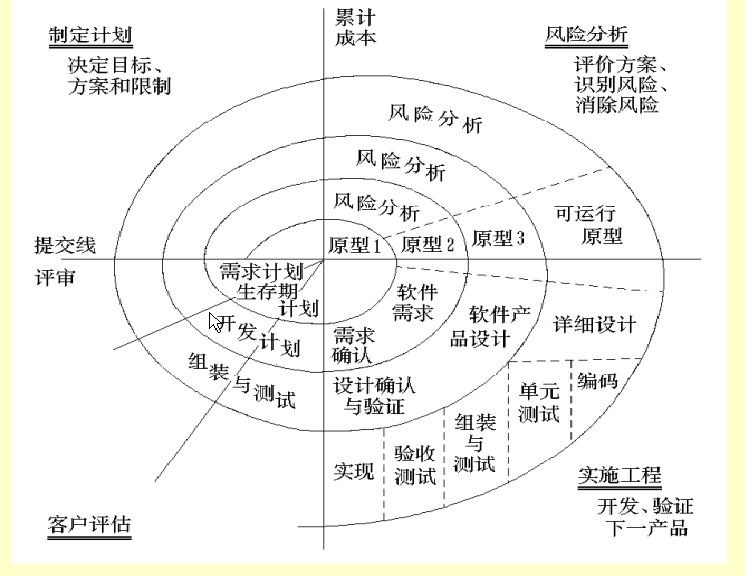 制定计划
决定目标、
方案和限制
累计
成本
风险分析
评价方案、
识别风险、
消除风险
风险分析
风险分析
风险分析
提交线
评审
原型1
原型2
原型3
可运行
原型
需求计划
生存期
计划
开发计划
组装与测试
软件
需求
需求
确认
软件产
品设计
详细设计
设计确认
与验证
单元
测试
编码
组装
与
测试
验收
测试
实现
客户评估
实施工程
开发、验证
下一产品